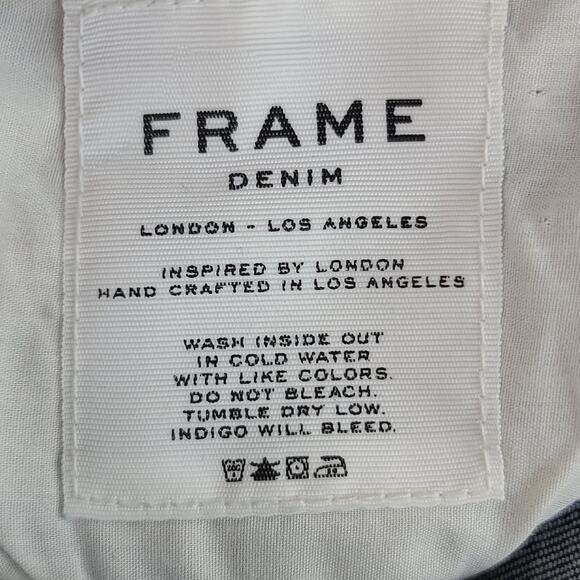 FRAME
DENIM
LONDON - LOS ANGELES
INSPIRED BY LONDON
HAND CRAFTED IN LOS ANGELES
WASH INSIDE OUT
IN COLD WATER
WITH LIKE COLORS.
DO NOT BLEACH.
TUMBLE DRY LOW.
INDIGO WILL BLEED.